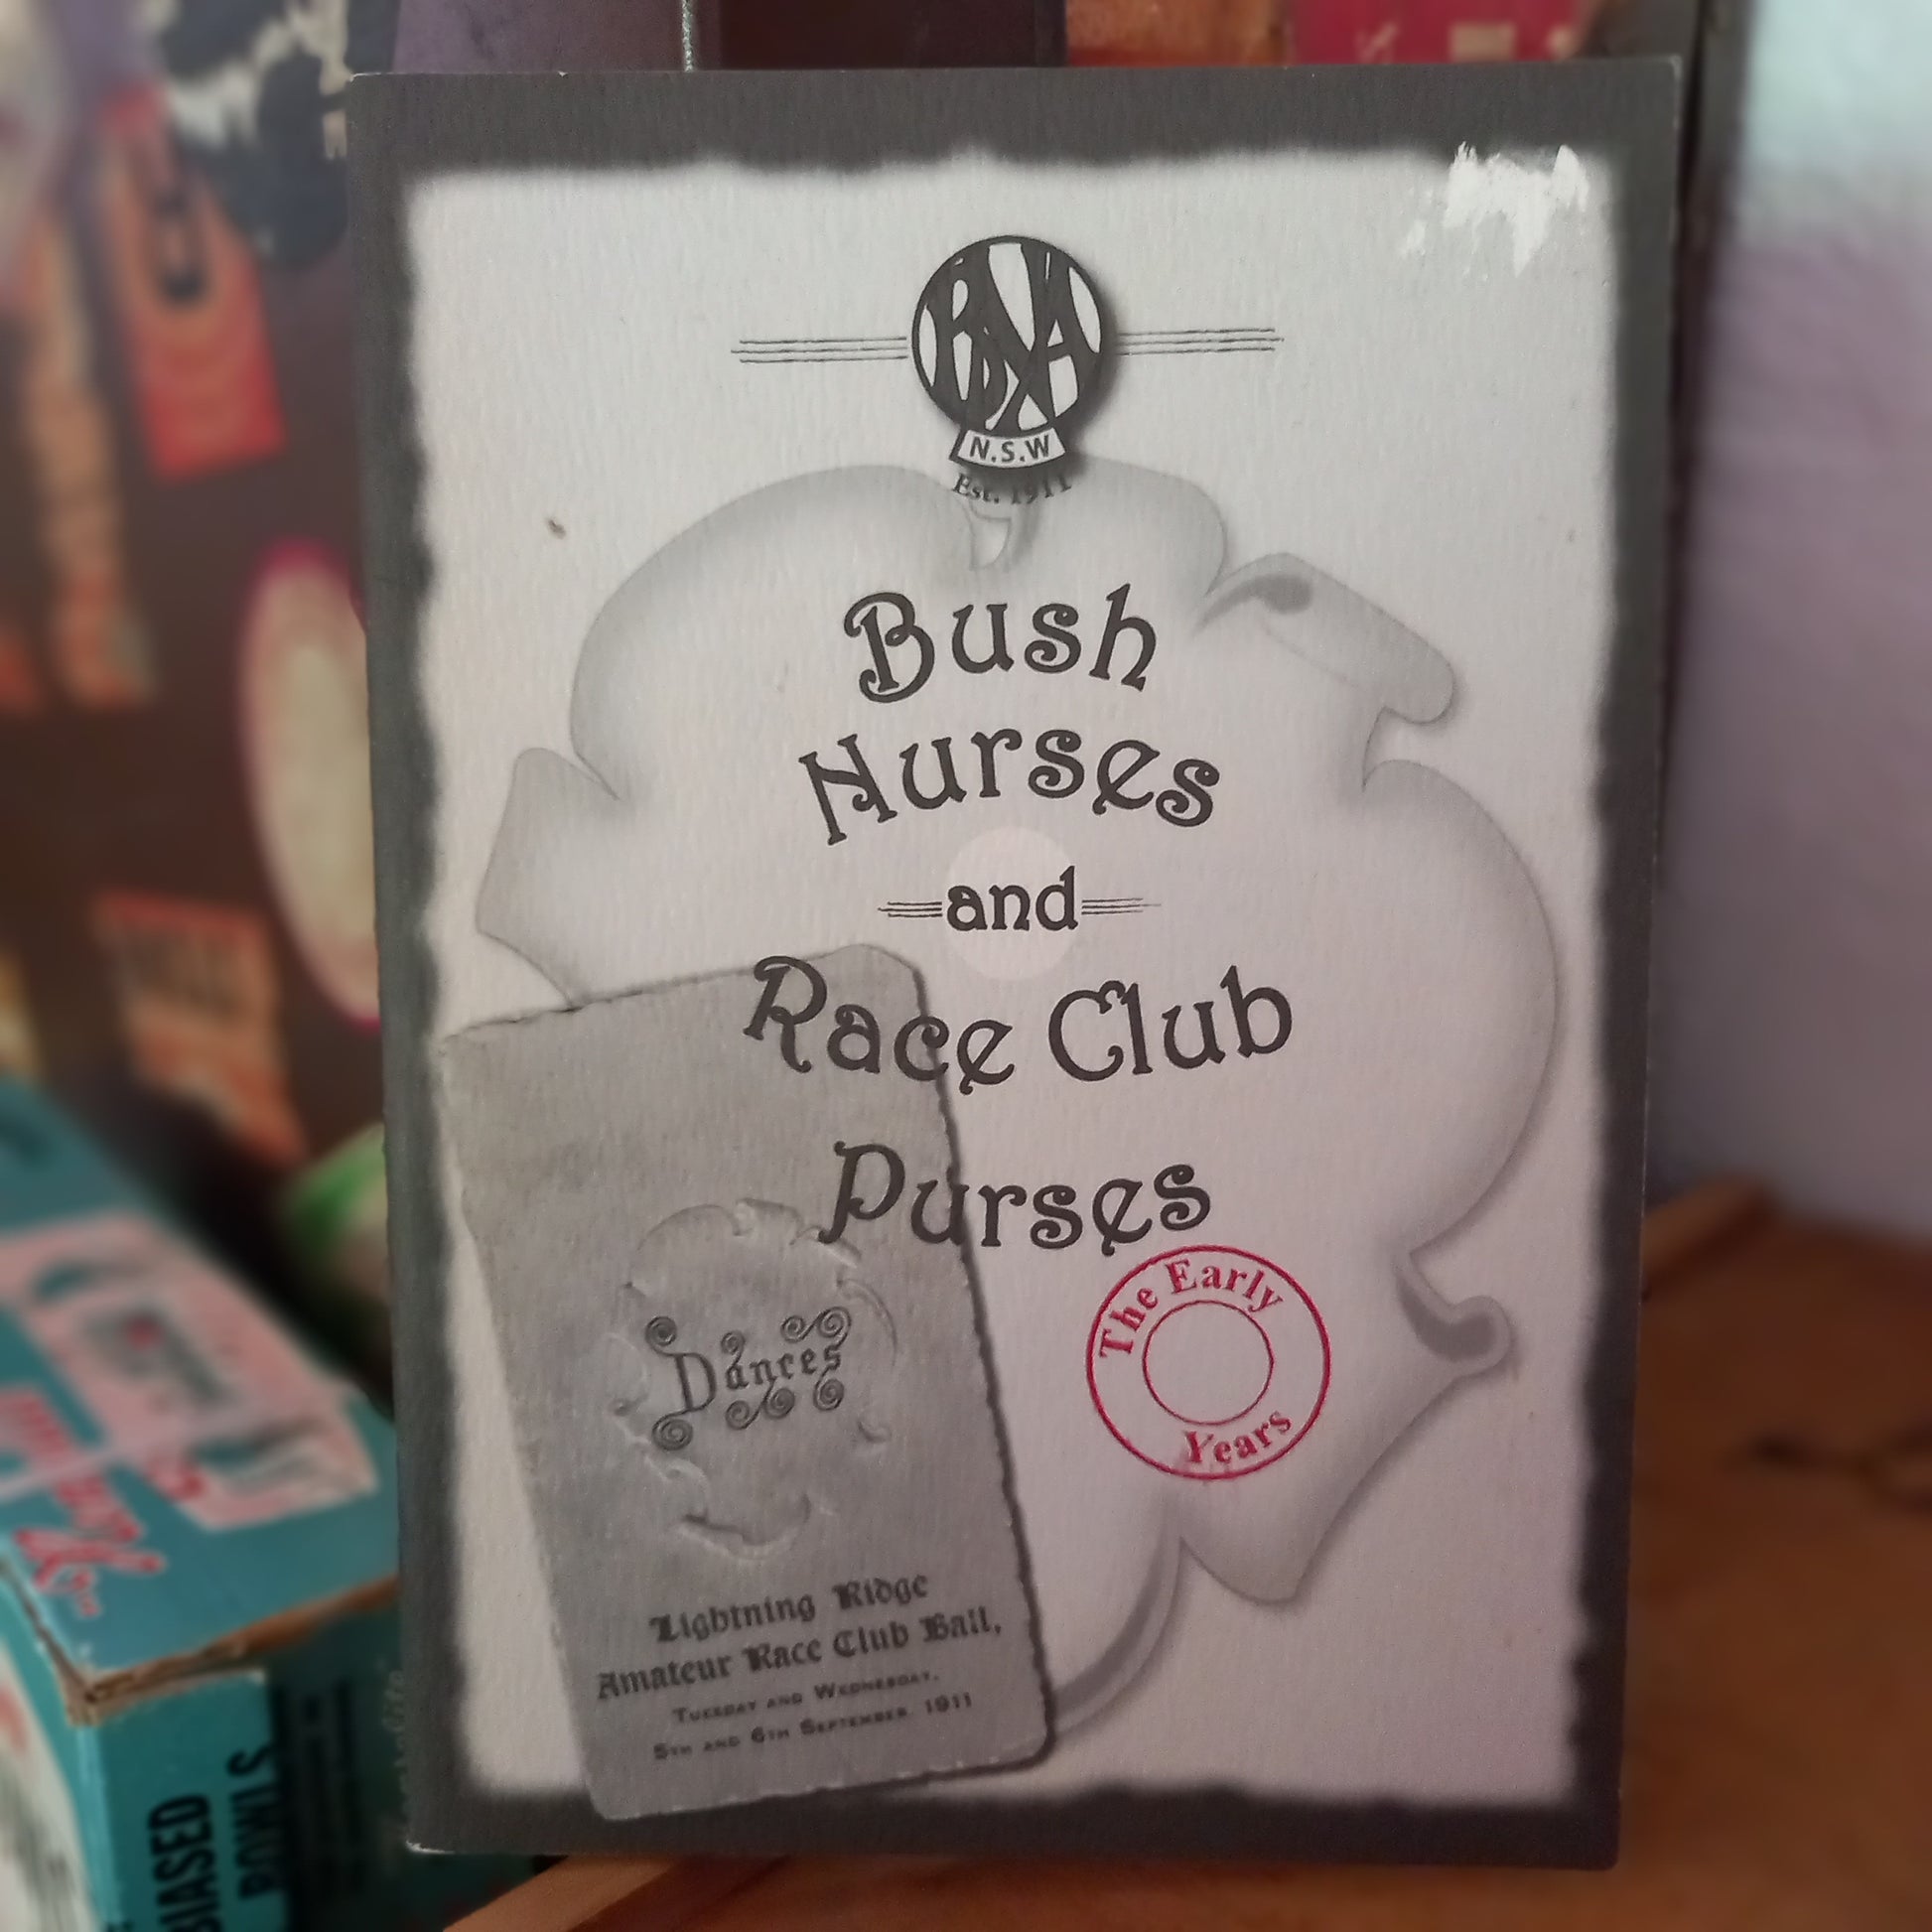 BNA
N.S.W
Est. 1911
Bush
Nurses
and
Race Club
Purses
The Early
Years
Dances
Lightning Ridge
Amateur Race Club Ball,
TUESDAY AND WEDNESDAY,
5TH AND 6TH SEPTEMBER 1911
BIASED
BOWLS